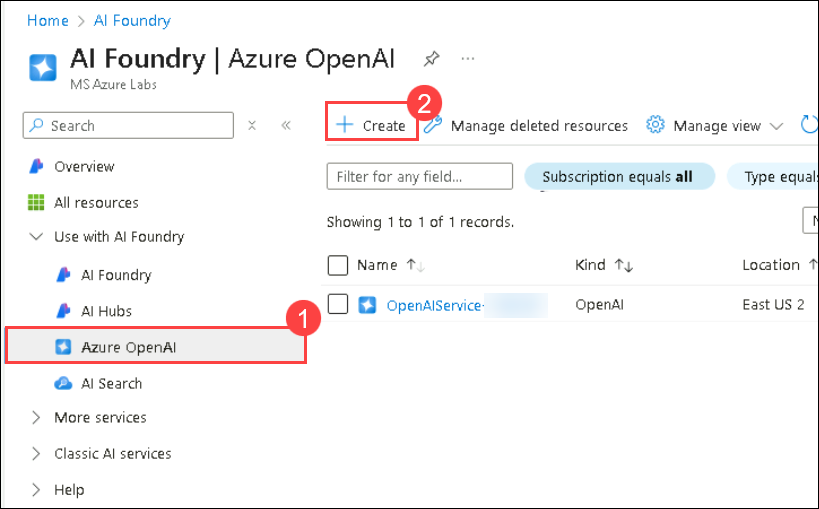 Home > AI Foundry
AI Foundry | Azure OpenAI
MS Azure Labs
Search
Overview
All resources
Use with AI Foundry
AI Foundry
AI Hubs
1
Azure OpenAI
AI Search
More services
Classic AI services
Help
2
+ Create
Manage deleted resources
Manage view
Filter for any field...
Subscription equals all
Type equals
Showing 1 to 1 of 1 records.
N
Name ↑↓
Kind ↑↓
Location ↑
OpenAIService-
OpenAI
East US 2